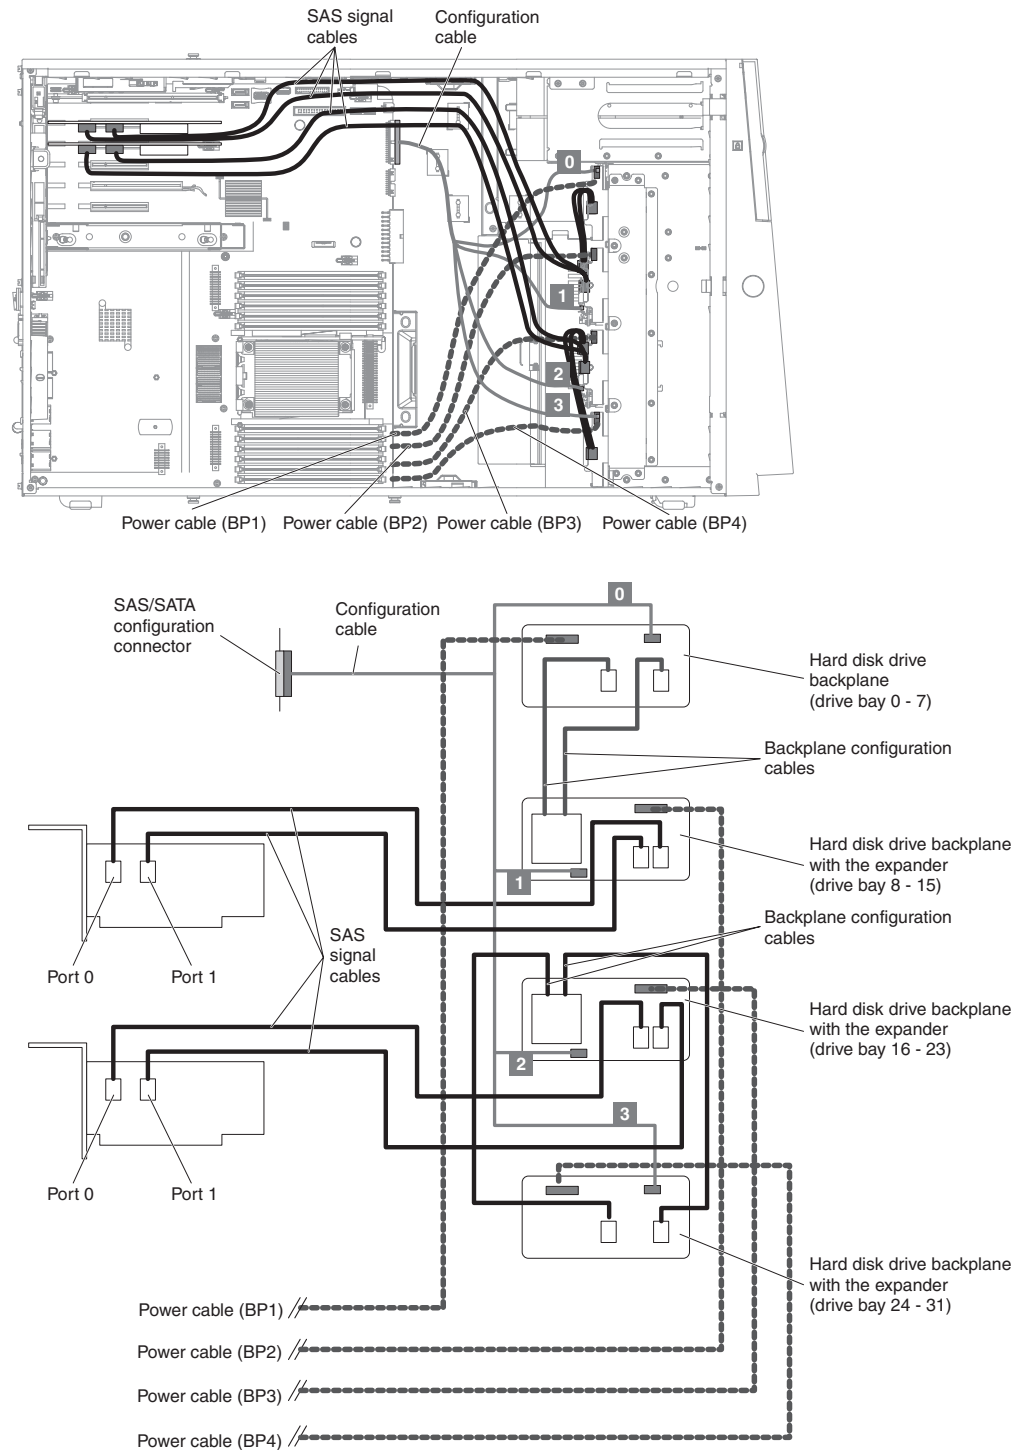 SAS signal
cables
Configuration
cable
0
1
2
3
Power cable (BP1)
Power cable (BP2)
Power cable (BP3)
Power cable (BP4)
0
SAS/SATA
configuration
connector
Configuration
cable
Hard disk drive
backplane
(drive bay 0 - 7)
Backplane configuration
cables
Hard disk drive backplane
with the expander
(drive bay 8 - 15)
1
Backplane configuration
cables
SAS
signal
cables
Port 0
Port 1
Hard disk drive backplane
with the expander
(drive bay 16 - 23)
2
3
Port 0
Port 1
Hard disk drive backplane
with the expander
(drive bay 24 - 31)
Power cable (BP1)
Power cable (BP2)
Power cable (BP3)
Power cable (BP4)